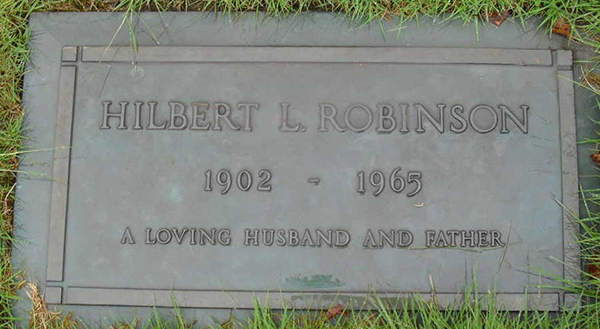 HILBERT L. ROBINSON
1902 - 1965
A LOVING HUSBAND AND FATHER